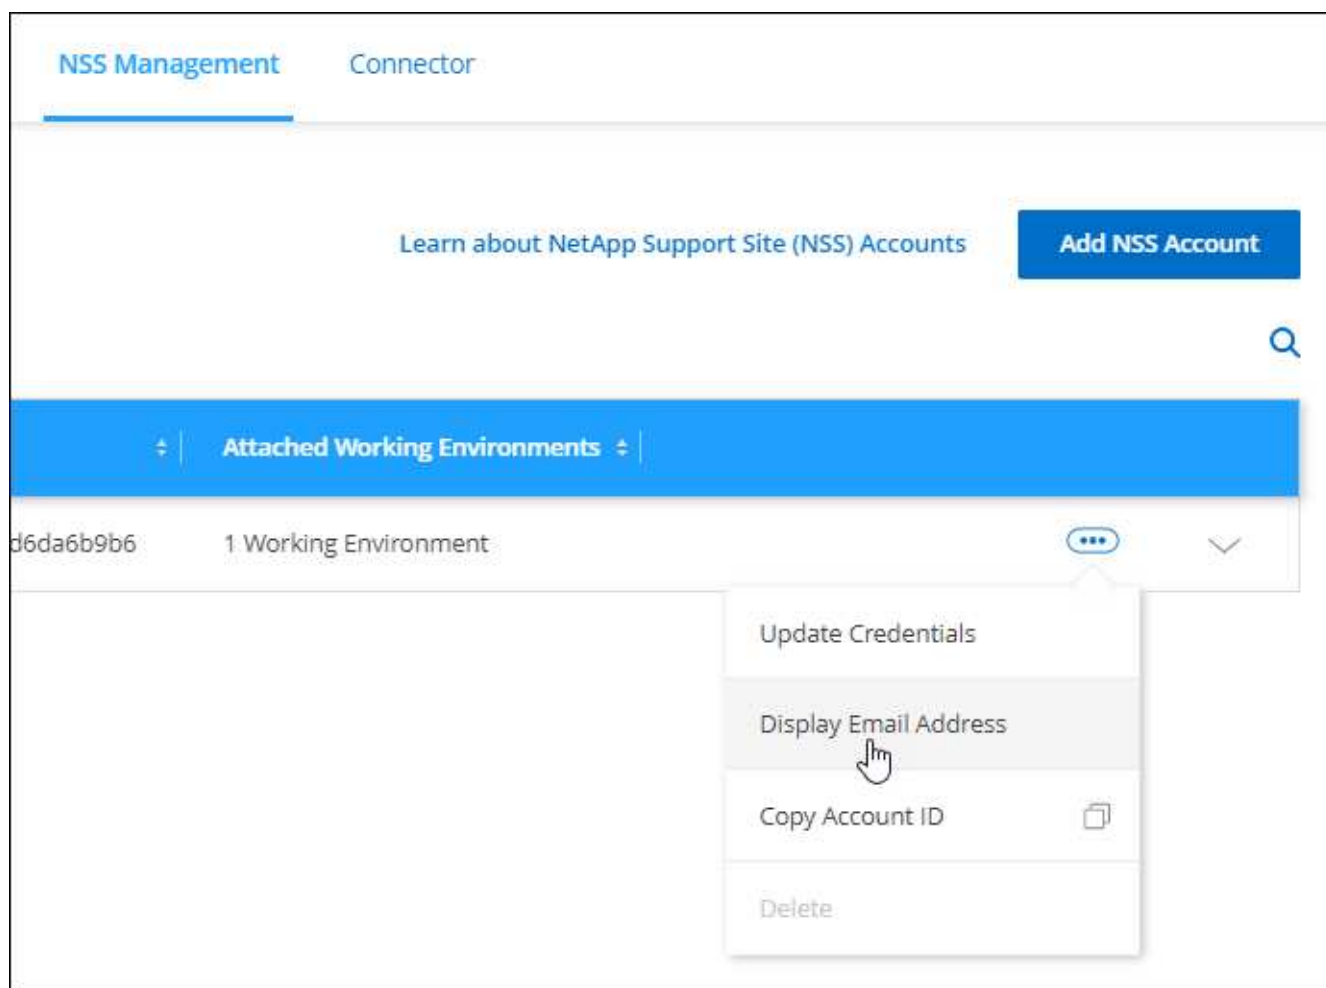 NSS Management Connector
Learn about NetApp Support Site (NSS) Accounts Add NSS Account
Attached Working Environments
d6da6b9b6 1 Working Environment
Update Credentials
Display Email Address
Copy Account ID
Delete